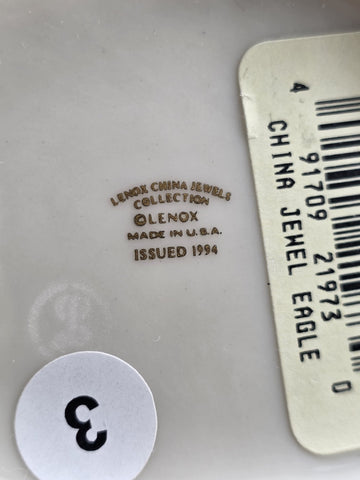 LENOX CHINA JEWELS
COLLECTION
©LENOX
MADE IN U.S.A.
ISSUED 1994
4 91709 21973 0
CHINA JEWEL EAGLE
3